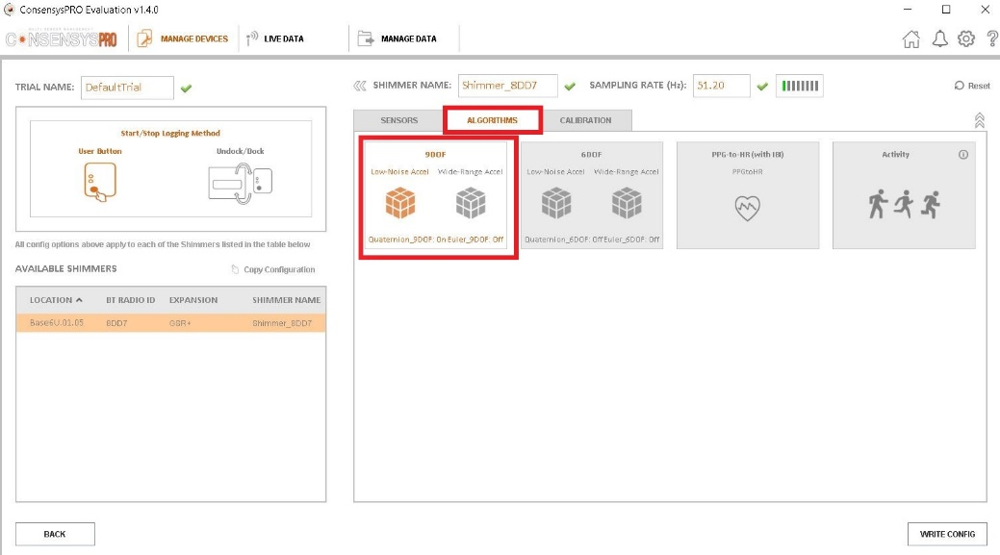 ConsensysPRO Evaluation v1.4.0
CONSENSYSPRO
MANAGE DEVICES
LIVE DATA
MANAGE DATA
TRIAL NAME: DefaultTrial
SHIMMER NAME: Shimmer_8DD7
SAMPLING RATE (Hz): 51.20
Reset
Start/Stop Logging Method
User Button
Undock/Dock
All config options above apply to each of the Shimmers listed in the table below
AVAILABLE SHIMMERS
Copy Configuration
LOCATION BT RADIO ID EXPANSION SHIMMER NAME
Base6U.01.05 8DD7 GSR+ Shimmer_8DD7
SENSORS
ALGORITHMS
CALIBRATION
9DOF
Low-Noise Accel Wide-Range Accel
Quaternion_9DOF: On Euler_9DOF: Off
6DOF
Low-Noise Accel Wide-Range Accel
Quaternion_6DOF: Off Euler_6DOF: Off
PPG-to-HR (with IBI)
PPGtoHR
Activity
BACK
WRITE CONFIG